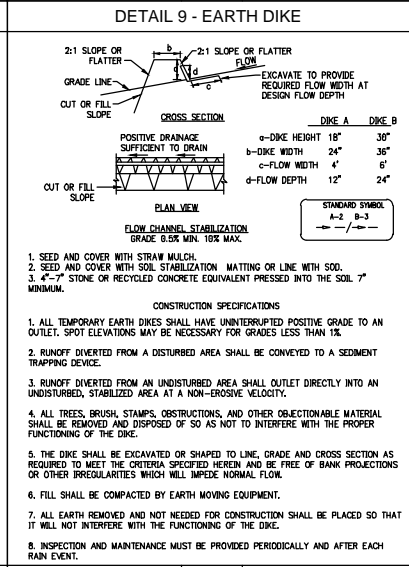 DETAIL 9 - EARTH DIKE
2:1 SLOPE OR FLATTER
b
2:1 SLOPE OR FLATTER
FLOW
a
d
c
GRADE LINE
EXCAVATE TO PROVIDE
REQUIRED FLOW WIDTH AT
DESIGN FLOW DEPTH
CUT OR FILL
SLOPE
CROSS SECTION
DIKE A DIKE B
a-DIKE HEIGHT 18" 30"
b-DIKE WIDTH 24" 36"
c-FLOW WIDTH 4' 6'
d-FLOW DEPTH 12" 24"
POSITIVE DRAINAGE
SUFFICIENT TO DRAIN
CUT OR FILL
SLOPE
PLAN VIEW
STANDARD SYMBOL
A-2 B-3
FLOW CHANNEL STABILIZATION
GRADE 0.5% MIN. 10% MAX.
1. SEED AND COVER WITH STRAW MULCH.
2. SEED AND COVER WITH SOIL STABILIZATION MATTING OR LINE WITH SOD.
3. 4"-7" STONE OR RECYCLED CONCRETE EQUIVALENT PRESSED INTO THE SOIL 7"
MINIMUM.
CONSTRUCTION SPECIFICATIONS
1. ALL TEMPORARY EARTH DIKES SHALL HAVE UNINTERRUPTED POSITIVE GRADE TO AN
OUTLET. SPOT ELEVATIONS MAY BE NECESSARY FOR GRADES LESS THAN 1%.
2. RUNOFF DIVERTED FROM A DISTURBED AREA SHALL BE CONVEYED TO A SEDIMENT
TRAPPING DEVICE.
3. RUNOFF DIVERTED FROM AN UNDISTURBED AREA SHALL OUTLET DIRECTLY INTO AN
UNDISTURBED, STABILIZED AREA AT A NON-EROSIVE VELOCITY.
4. ALL TREES, BRUSH, STAMPS, OBSTRUCTIONS, AND OTHER OBJECTIONABLE MATERIAL
SHALL BE REMOVED AND DISPOSED OF SO AS NOT TO INTERFERE WITH THE PROPER
FUNCTIONING OF THE DIKE.
5. THE DIKE SHALL BE EXCAVATED OR SHAPED TO LINE, GRADE AND CROSS SECTION AS
REQUIRED TO MEET THE CRITERIA SPECIFIED HEREIN AND BE FREE OF BANK PROJECTIONS
OR OTHER IRREGULARITIES WHICH WILL IMPEDE NORMAL FLOW.
6. FILL SHALL BE COMPACTED BY EARTH MOVING EQUIPMENT.
7. ALL EARTH REMOVED AND NOT NEEDED FOR CONSTRUCTION SHALL BE PLACED SO THAT
IT WILL NOT INTERFERE WITH THE FUNCTIONING OF THE DIKE.
8. INSPECTION AND MAINTENANCE MUST BE PROVIDED PERIODICALLY AND AFTER EACH
RAIN EVENT.